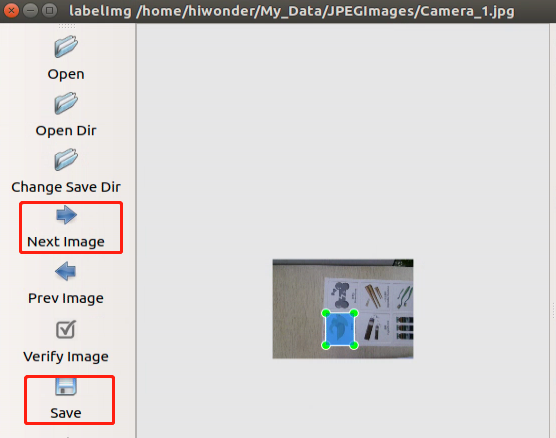 labelImg /home/hiwonder/My_Data/JPEGImages/Camera_1.jpg
Open
Open Dir
Change Save Dir
Next Image
Prev Image
Verify Image
Save